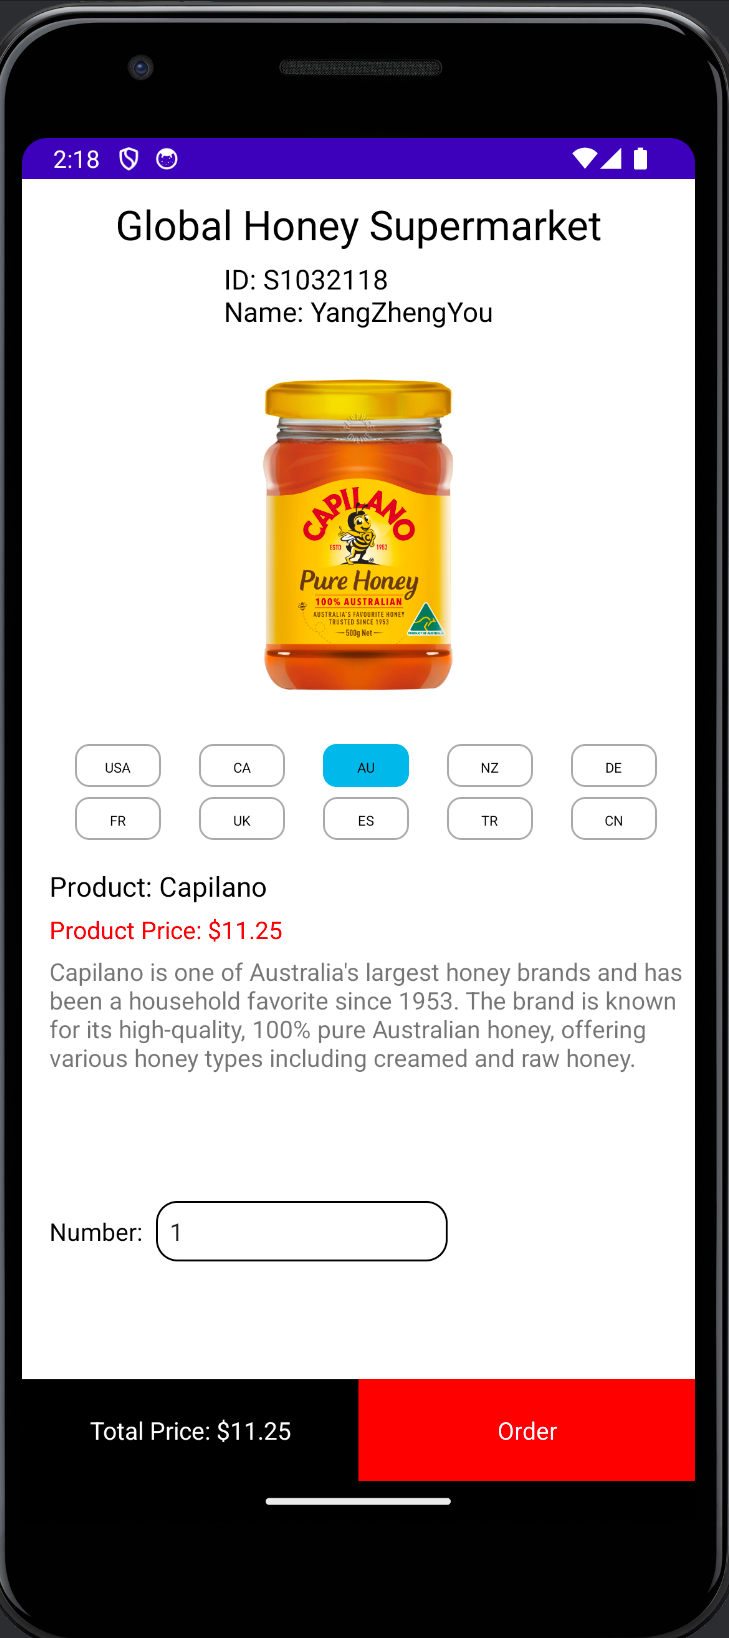 2:18
Global Honey Supermarket
ID: S1032118
Name: YangZhengYou
CAPILANO
ESTD 1953
Pure Honey
100% AUSTRALIAN
AUSTRALIA'S FAVOURITE HONEY
TRUSTED SINCE 1953
500g Net
USA CA AU NZ DE
FR UK ES TR CN
Product: Capilano
Product Price: $11.25
Capilano is one of Australia's largest honey brands and has
been a household favorite since 1953. The brand is known
for its high-quality, 100% pure Australian honey, offering
various honey types including creamed and raw honey.
Number: 1
Total Price: $11.25 Order